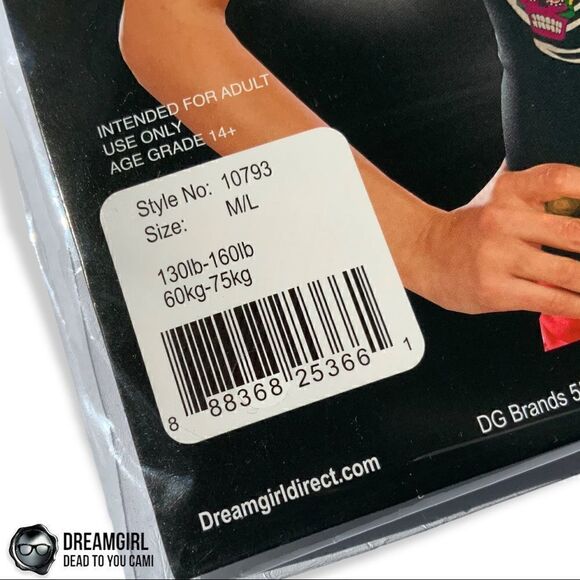 INTENDED FOR ADULT
USE ONLY
AGE GRADE 14+
Style No: 10793
Size: M/L
130lb-160lb
60kg-75kg
8 88368 25366 1
DG Brands 5
Dreamgirldirect.com
DREAMGIRL
DEAD TO YOU CAMI